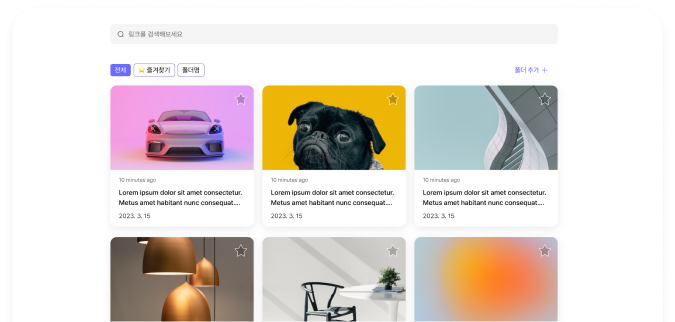 링크를 검색해보세요
전체
⭐ 즐겨찾기
폴더명
폴더 추가 +
10 minutes ago
Lorem ipsum dolor sit amet consectetur.
Metus amet habitant nunc consequat....
2023. 3. 15
10 minutes ago
Lorem ipsum dolor sit amet consectetur.
Metus amet habitant nunc consequat....
2023. 3. 15
10 minutes ago
Lorem ipsum dolor sit amet consectetur.
Metus amet habitant nunc consequat....
2023. 3. 15